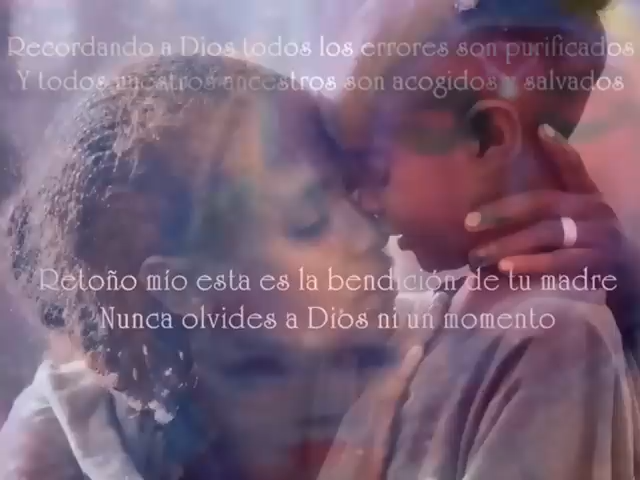 Recordando a Dios todos los errores son purificados
Y todos nuestros ancestros son acogidos y salvados
Retoño mío esta es la bendición de tu madre
Nunca olvides a Dios ni un momento